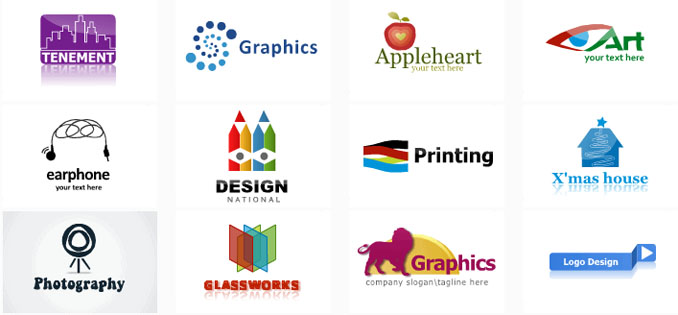 TENEMENT
Graphics
Appleheart
your text here
Art
your text here
earphone
your text here
DESIGN
NATIONAL
Printing
X'mas house
Photography
GLASSWORKS
Graphics
company slogan\tagline here
Logo Design